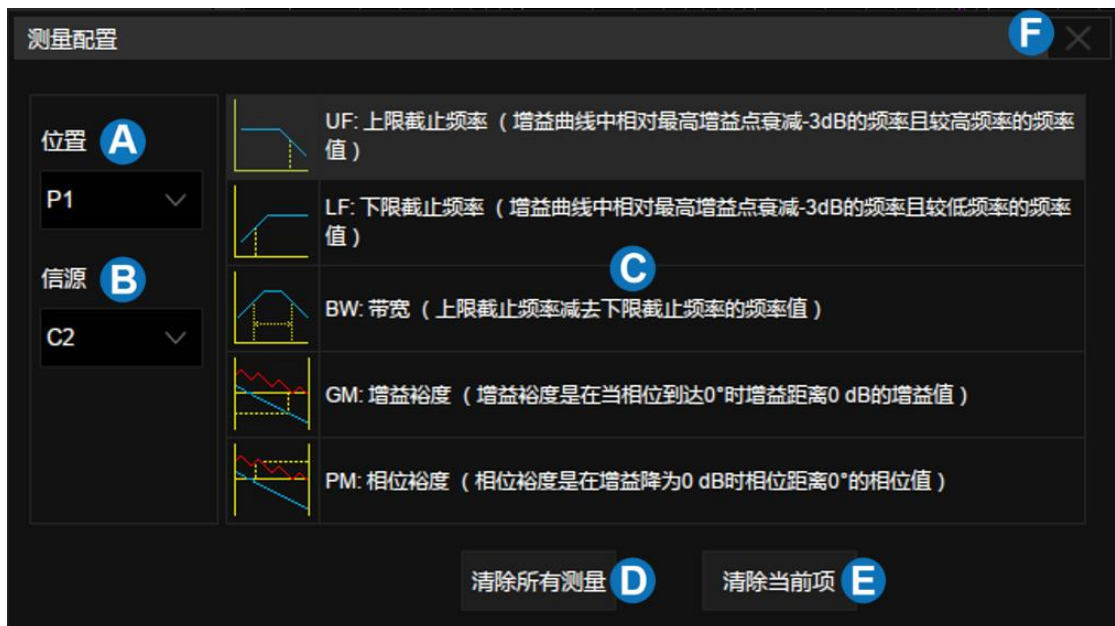 测量配置 F
位置 A
P1
信源 B
C2
UF: 上限截止频率（增益曲线中相对最高增益点衰减-3dB的频率且较高频率的频率
值）
LF: 下限截止频率（增益曲线中相对最高增益点衰减-3dB的频率且较低频率的频率
值）
C
BW: 带宽（上限截止频率减去下限截止频率的频率值）
GM: 增益裕度（增益裕度是在当相位到达0°时增益距离0 dB的增益值）
PM: 相位裕度（相位裕度是在增益降为0 dB时相位距离0°的相位值）
清除所有测量 D 清除当前项 E